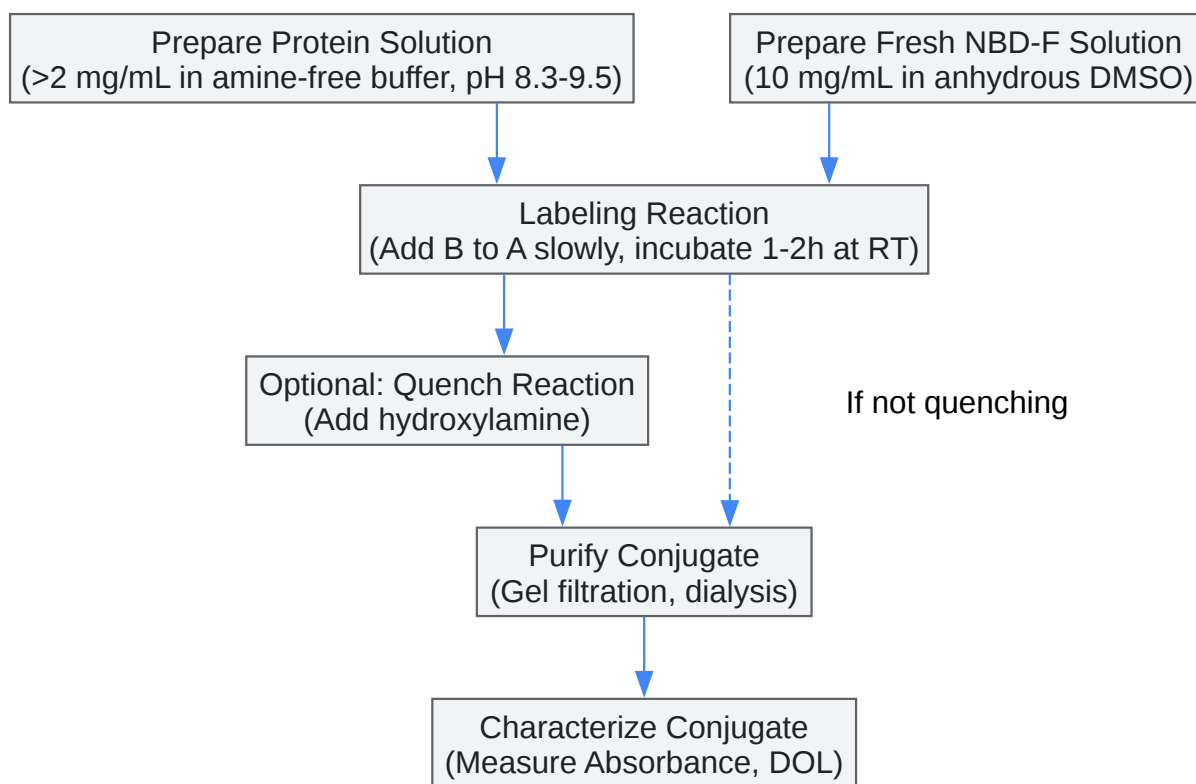 Prepare Protein Solution
(>2 mg/mL in amine-free buffer, pH 8.3-9.5)
Prepare Fresh NBD-F Solution
(10 mg/mL in anhydrous DMSO)
Labeling Reaction
(Add B to A slowly, incubate 1-2h at RT)
Optional: Quench Reaction
(Add hydroxylamine)
If not quenching
Purify Conjugate
(Gel filtration, dialysis)
Characterize Conjugate
(Measure Absorbance, DOL)